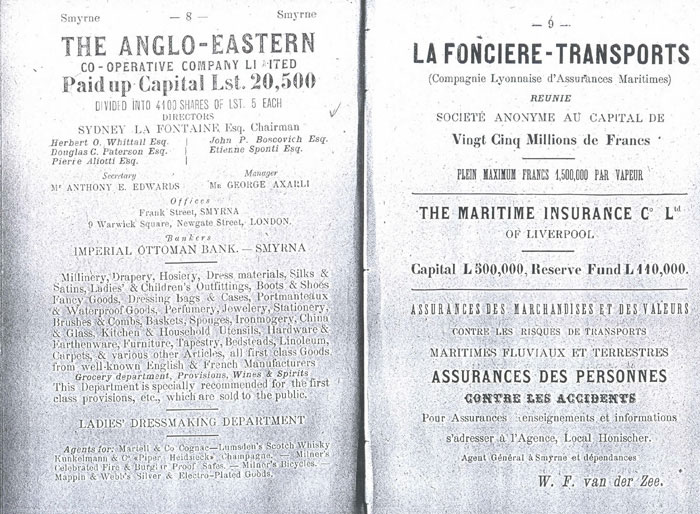 Smyrne — 8 — Smyrne
THE ANGLO-EASTERN
CO-OPERATIVE COMPANY LIMITED
Paid up Capital Lst. 20,500
DIVIDED INTO 4100 SHARES OF LST. 5 EACH
DIRECTORS
SYDNEY LA FONTAINE Esq. Chairman
Herbert O. Whittall Esq. | John P. Boscovich Esq.
Douglas C. Paterson Esq. | Etienne Sponti Esq.
Pierre Aliotti Esq.
Secretary Manager
Mr ANTHONY E. EDWARDS Mr GEORGE AXARLI
Offices
Frank Street, SMYRNA
9 Warwick Square, Newgate Street, LONDON.
Bankers
IMPERIAL OTTOMAN BANK. — SMYRNA
Millinery, Drapery, Hosiery, Dress materials, Silks &
Satins, Ladies' & Children's Outfittings, Boots & Shoes
Fancy Goods, Dressing bags & Cases, Portmanteaux
& Waterproof Goods, Perfumery, Jewelery, Stationery,
Brushes & Combs, Baskets, Sponges, Ironmogery, China
& Glass, Kitchen & Household Utensils, Hardware &
Earthenware, Furniture, Tapestry, Bedsteads, Linoleum,
Carpets, & various other Articles, all first class Goods
from well-known English & French Manufacturers
Grocery department, Provisions, Wines & Spirits
This Department is specially recommended for the first
class provisions, etc., which are sold to the public.
LADIES' DRESSMAKING DEPARTMENT
Agents for: Martell & Co Cognac—Lumsden's Scotch Whisky
Kunkelmann & Co «Piper Heidsieck» Champagne. — Milner's
Celebrated Fire & Burglar Proof Safes. — Milner's Bicycles. —
Mappin & Webb's Silver & Electro-Plated Goods.
— 9 —
LA FONCIERE-TRANSPORTS
(Compagnie Lyonnaise d'Assurances Maritimes)
REUNIE
SOCIETÉ ANONYME AU CAPITAL DE
Vingt Cinq Millions de Francs
PLEIN MAXIMUM FRANCS 1,500,000 PAR VAPEUR
THE MARITIME INSURANCE Co Ltd
OF LIVERPOOL
Capital L 500,000, Reserve Fund L 110,000.
ASSURANCES DES MARCHANDISES ET DES VALEURS
CONTRE LES RISQUES DE TRANSPORTS
MARITIMES FLUVIAUX ET TERRESTRES
ASSURANCES DES PERSONNES
CONTRE LES ACCIDENTS
Pour Assurances renseignements et informations
s'adresser à l'Agence, Local Honischer.
Agent Général à Smyrne et dépendances
W. F. van der Zee.